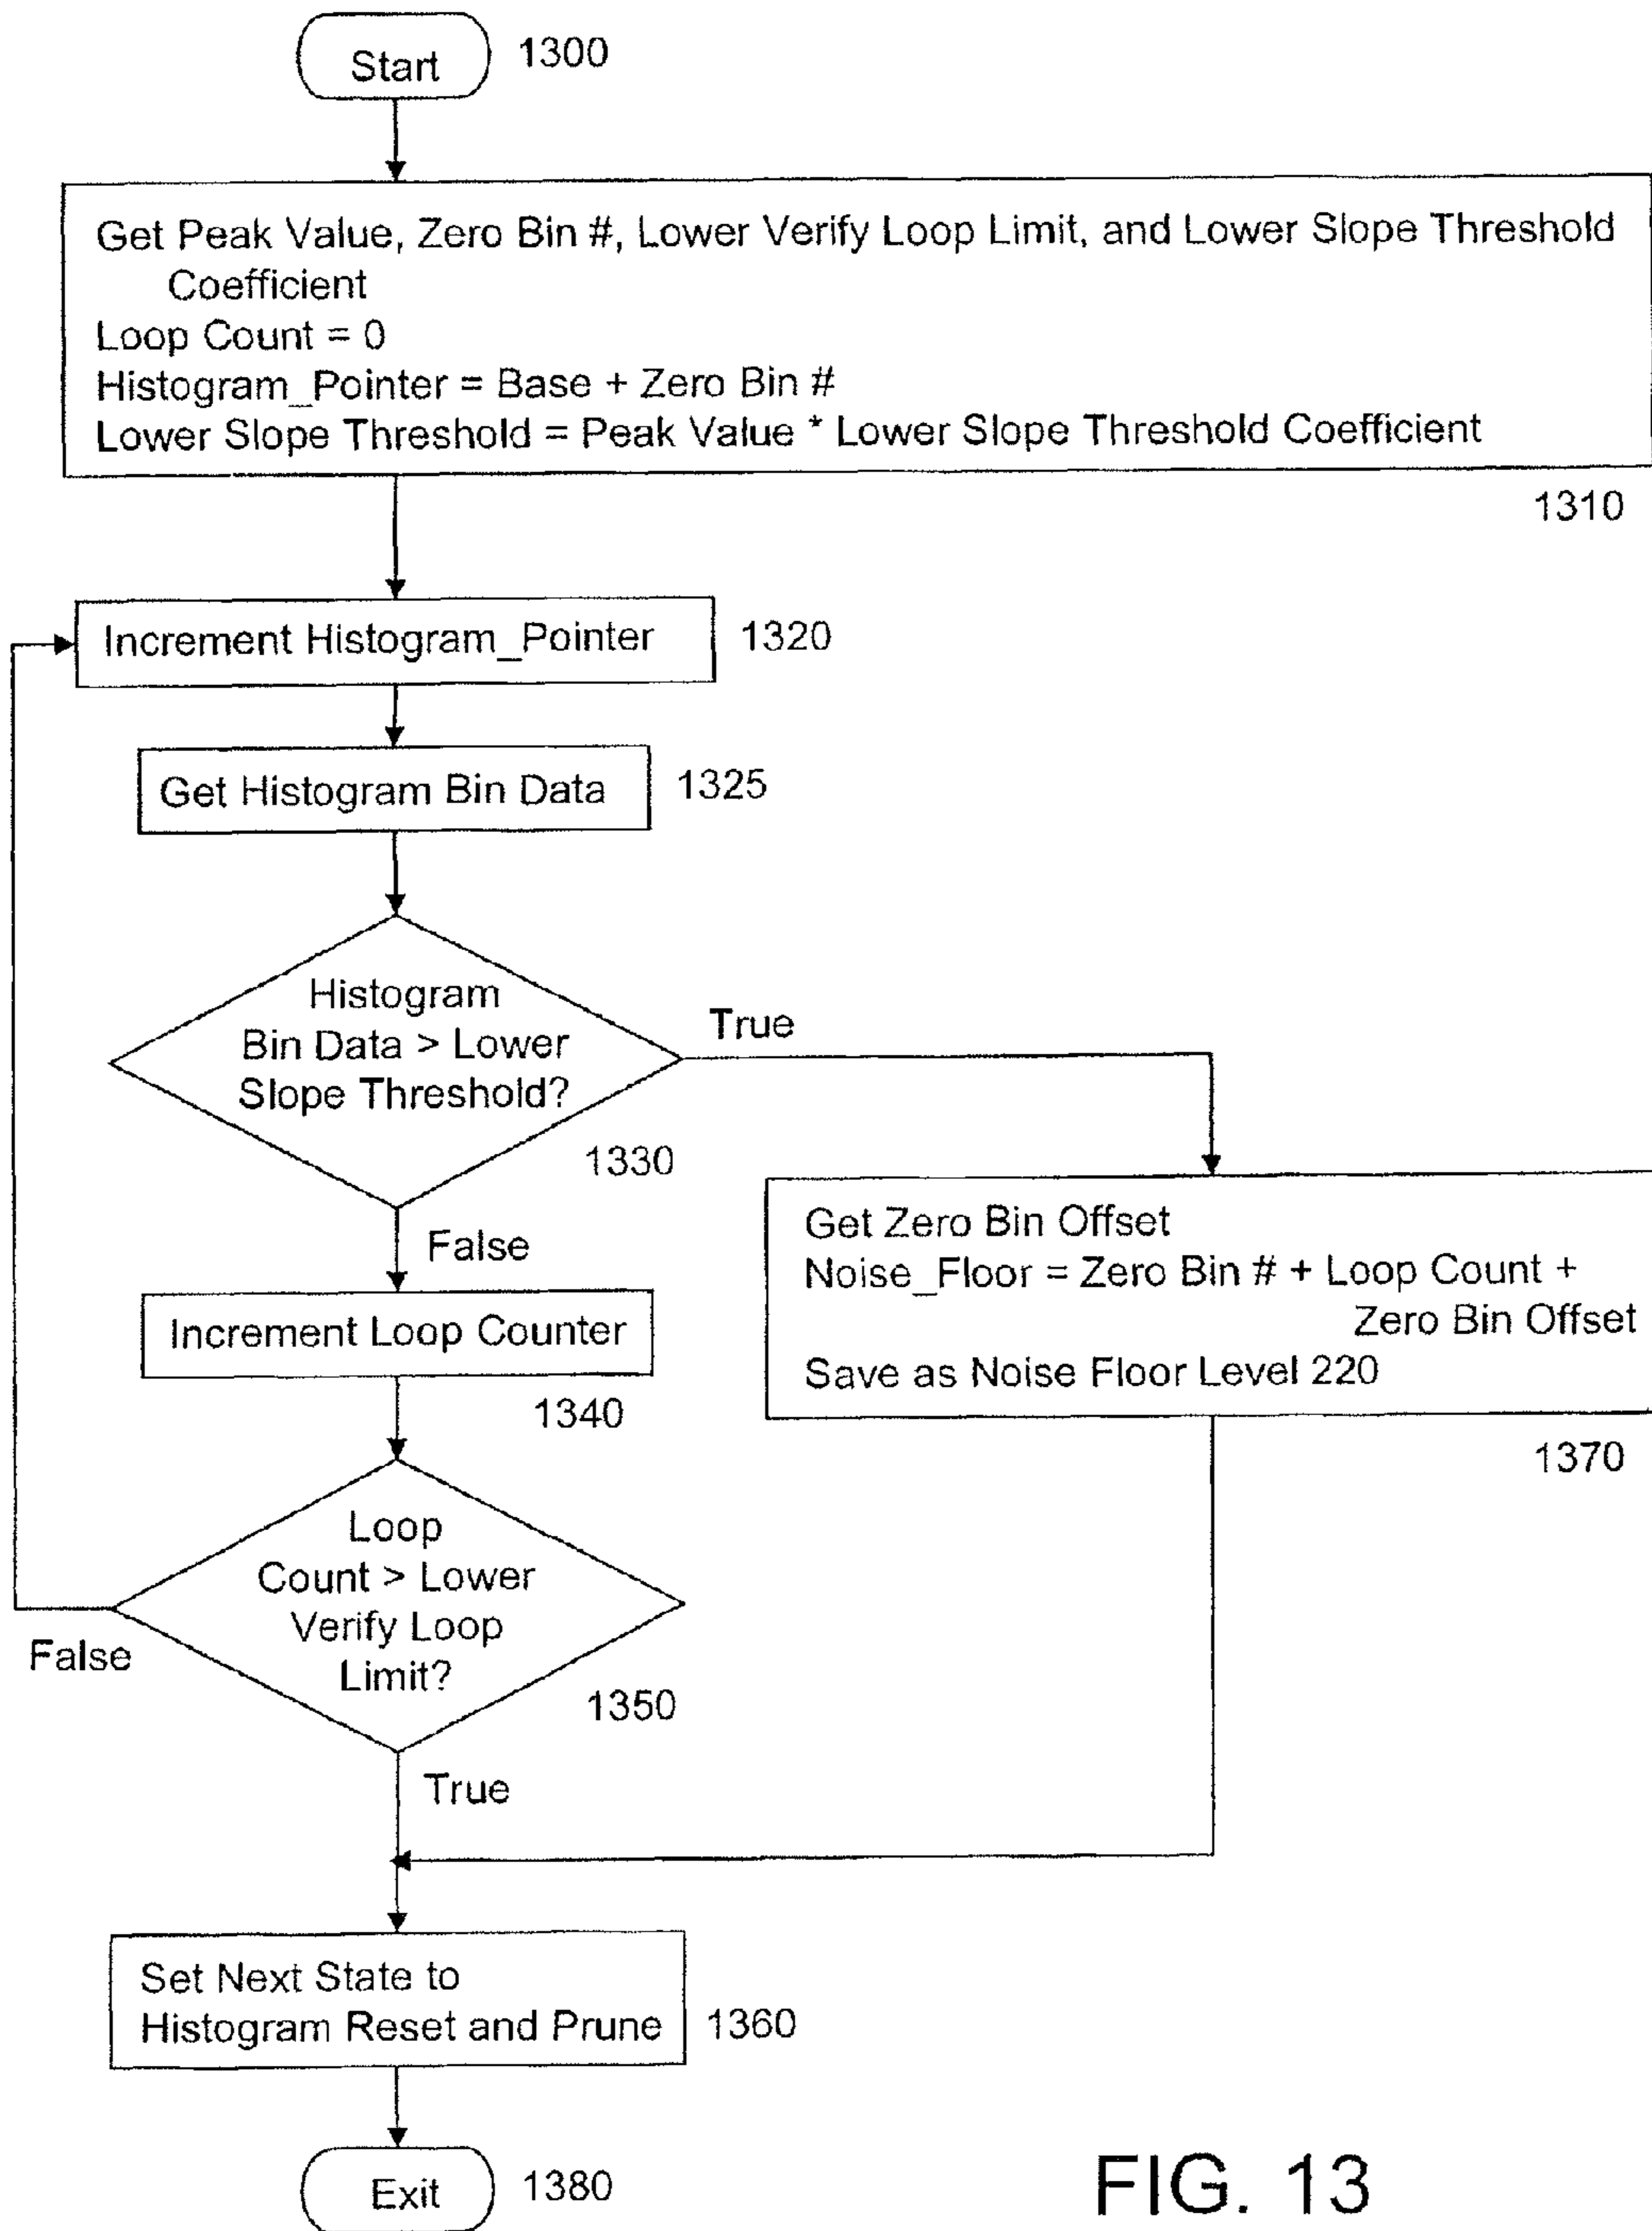 Start
1300
Get Peak Value, Zero Bin #, Lower Verify Loop Limit, and Lower Slope Threshold
Coefficient
Loop Count = 0
Histogram_Pointer = Base + Zero Bin #
Lower Slope Threshold = Peak Value * Lower Slope Threshold Coefficient
1310
Increment Histogram_Pointer
1320
Get Histogram Bin Data
1325
Histogram
Bin Data > Lower
Slope Threshold?
True
1330
False
Increment Loop Counter
1340
Get Zero Bin Offset
Noise_Floor = Zero Bin # + Loop Count +
Zero Bin Offset
Save as Noise Floor Level 220
1370
Loop
Count > Lower
Verify Loop
Limit?
False
1350
True
Set Next State to
Histogram Reset and Prune
1360
Exit
1380
FIG. 13